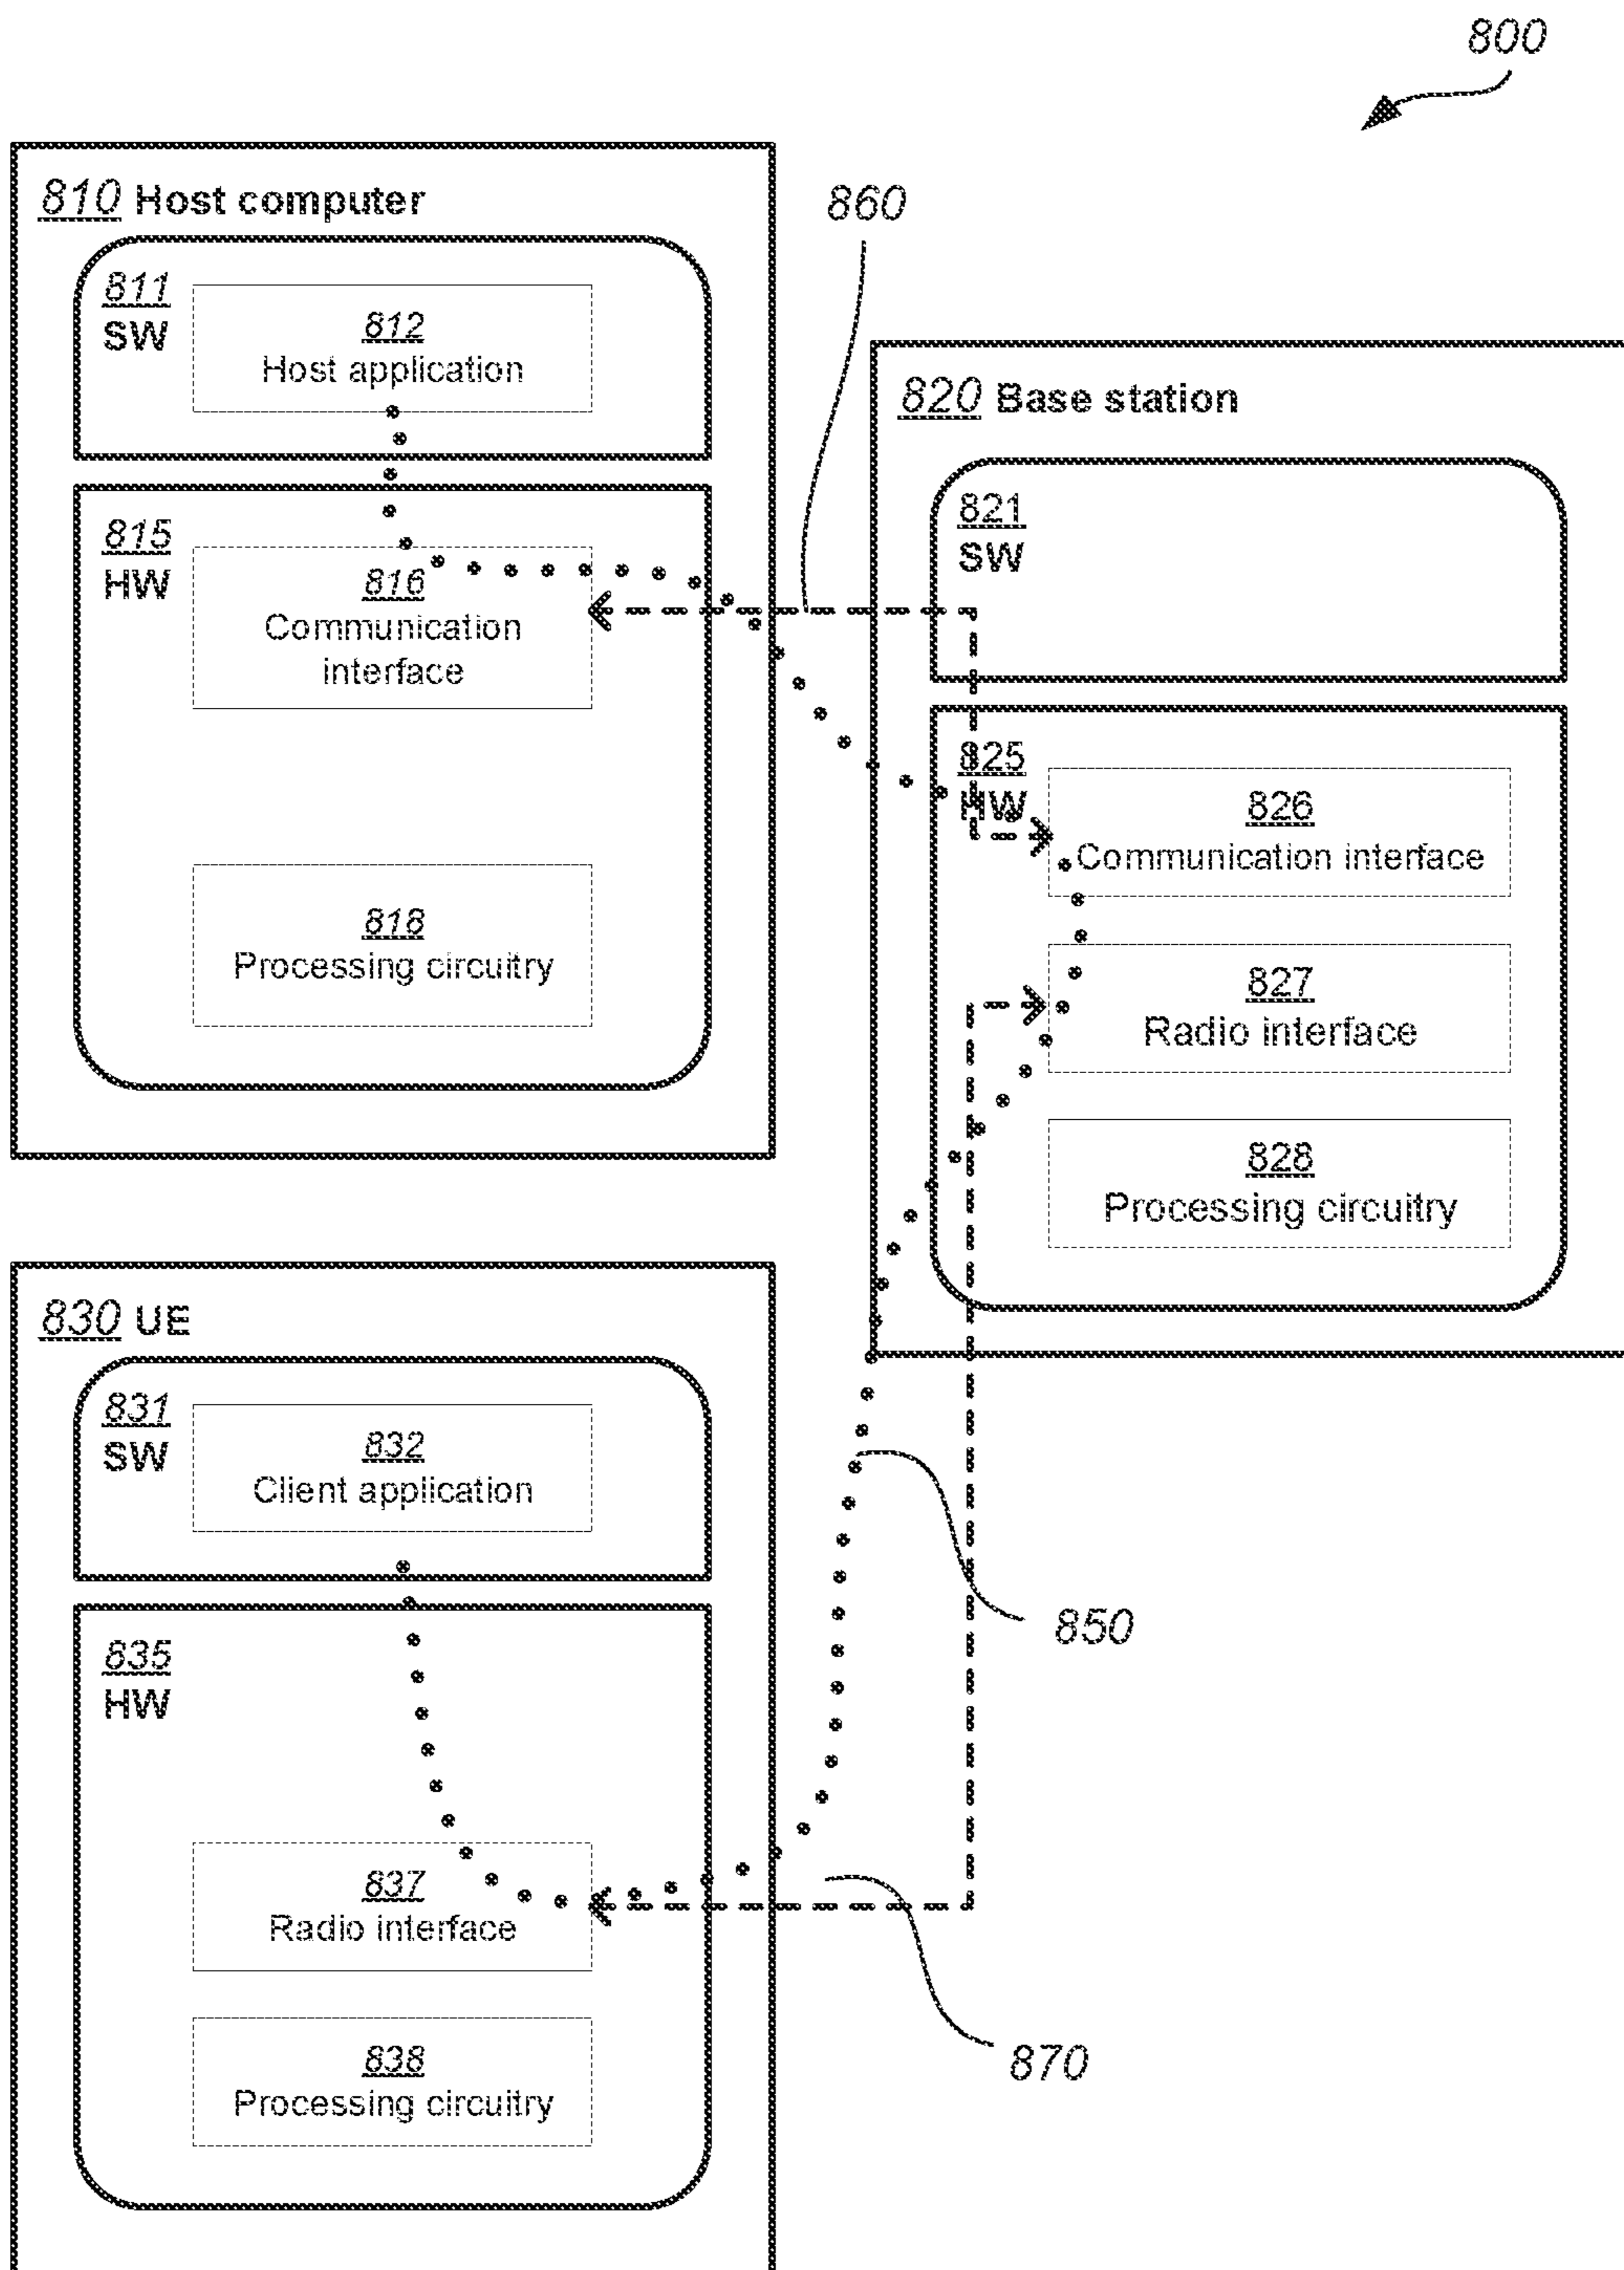 800
810 Host computer
811
SW
812
Host application
815
HW
816
Communication
interface
818
Processing circuitry
860
820 Base station
821
SW
825
HW
826
Communication interface
827
Radio interface
828
Processing circuitry
830 UE
831
SW
832
Client application
835
HW
837
Radio interface
838
Processing circuitry
850
870